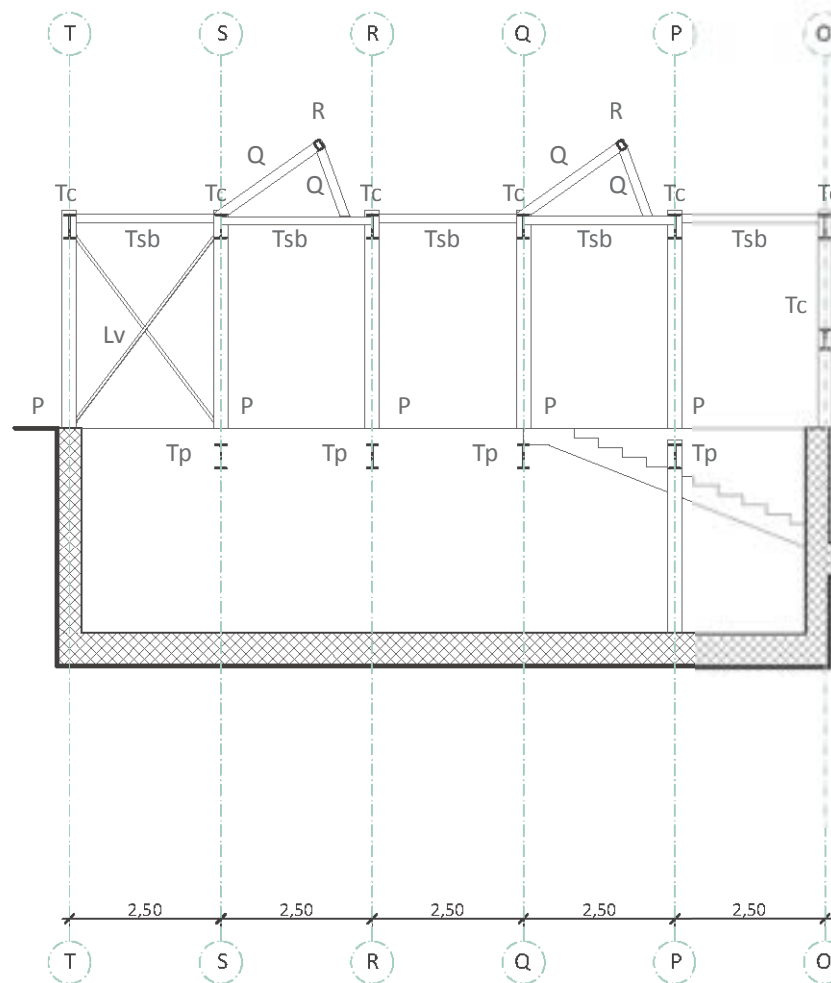 T S R Q P O
R R
Q Q
Q Q
Tc Tc Tc Tc Tc Tc
Tsb Tsb Tsb Tsb Tsb
Tc
Lv
P P P P P
Tp Tp Tp Tp
2,50 2,50 2,50 2,50 2,50
T S R Q P O